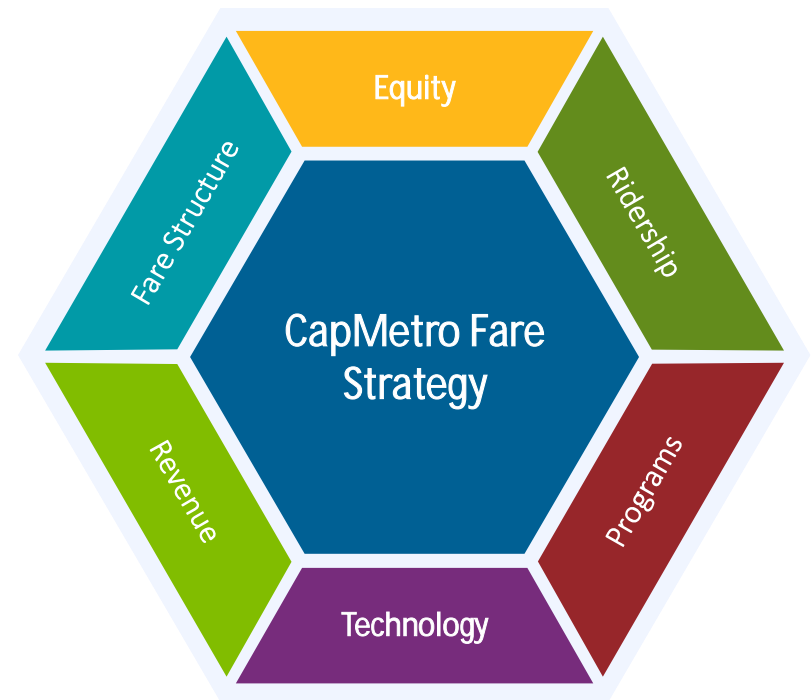 Equity
Fare Structure
Ridership
CapMetro Fare
Strategy
Revenue
Programs
Technology